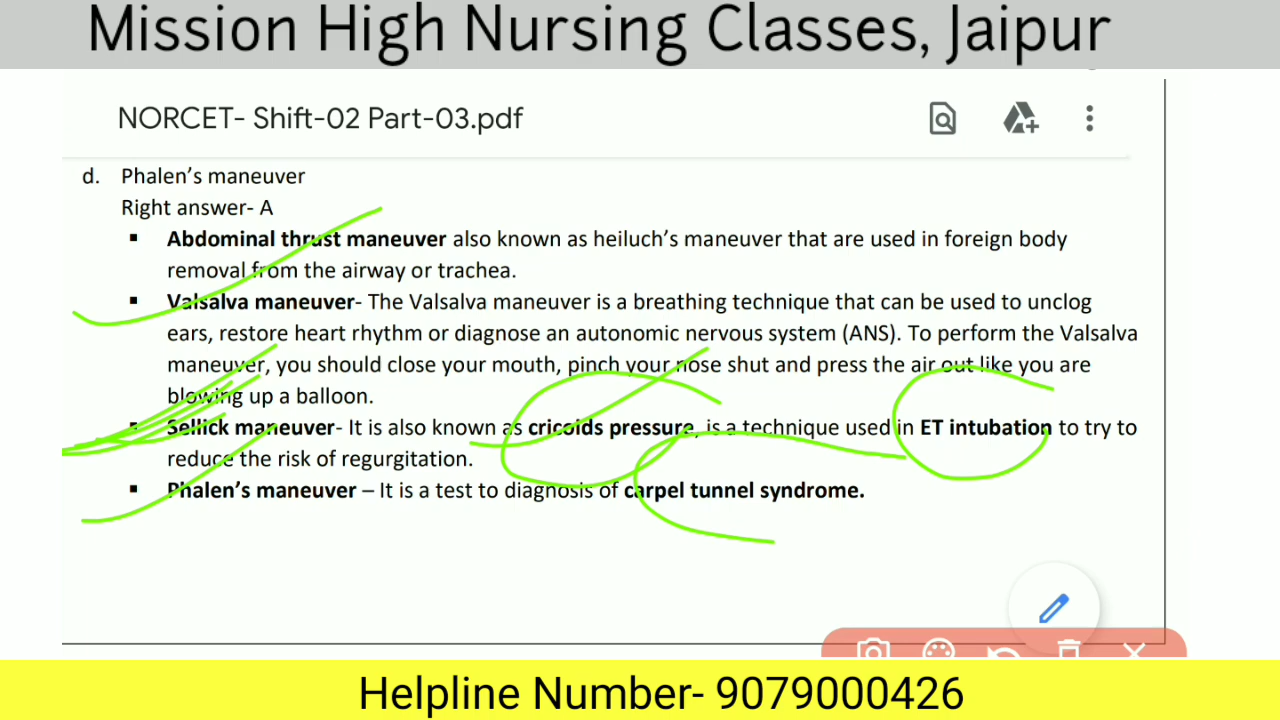 Mission High Nursing Classes, Jaipur
NORCET- Shift-02 Part-03.pdf
d. Phalen’s maneuver
Right answer- A
▪ Abdominal thrust maneuver also known as heiluch’s maneuver that are used in foreign body
removal from the airway or trachea.
▪ Valsalva maneuver- The Valsalva maneuver is a breathing technique that can be used to unclog
ears, restore heart rhythm or diagnose an autonomic nervous system (ANS). To perform the Valsalva
maneuver, you should close your mouth, pinch your nose shut and press the air out like you are
blowing up a balloon.
▪ Sellick maneuver- It is also known as cricoids pressure, is a technique used in ET intubation to try to
reduce the risk of regurgitation.
▪ Phalen’s maneuver – It is a test to diagnosis of carpel tunnel syndrome.
Helpline Number- 9079000426